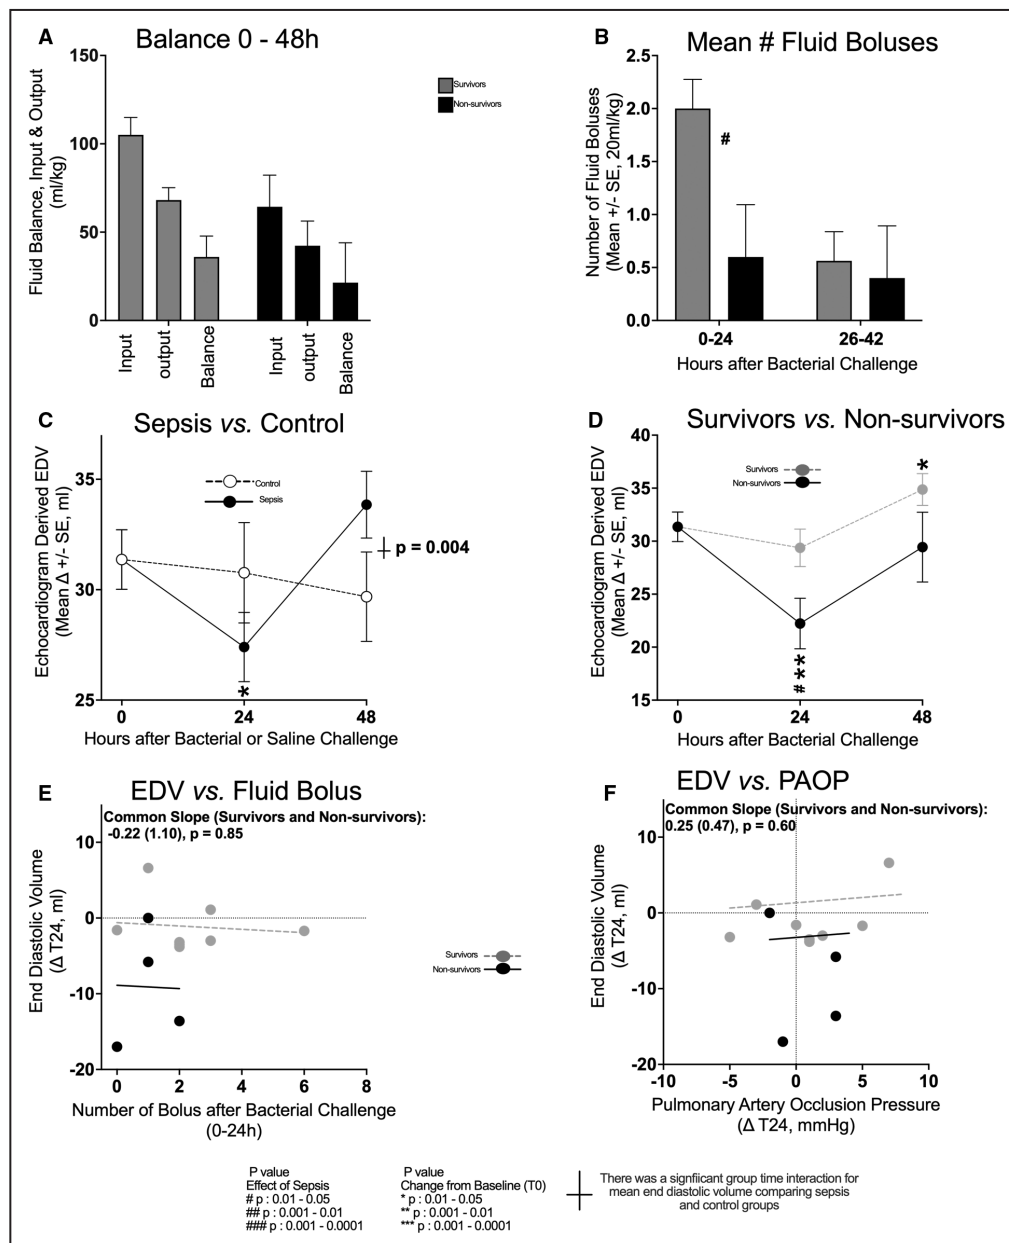 A
Balance 0 - 48h
Fluid Balance, Input & Output
(ml/kg)
150
100
50
0
Input
output
Balance
Input
output
Balance
Survivors
Non-survivors
B
Mean # Fluid Boluses
Number of Fluid Boluses
(Mean +/- SE, 20ml/kg)
2.5
2.0
1.5
1.0
0.5
0.0
#
0-24
26-42
Hours after Bacterial Challenge
C
Sepsis vs. Control
Echocardiogram Derived EDV
(Mean Δ +/- SE, ml)
35
30
25
Control
Sepsis
p = 0.004
*
0
24
48
Hours after Bacterial or Saline Challenge
D
Survivors vs. Non-survivors
Echocardiogram Derived EDV
(Mean Δ +/- SE, ml)
40
35
30
25
20
15
Survivors
Non-survivors
*
*
*
#
0
24
48
Hours after Bacterial Challenge
E
EDV vs. Fluid Bolus
Common Slope (Survivors and Non-survivors):
-0.22 (1.10), p = 0.85
End Diastolic Volume
(Δ T24, ml)
10
0
-10
-20
0
2
4
6
8
Number of Bolus after Bacterial Challenge
(0-24h)
Survivors
Non-survivors
F
EDV vs. PAOP
Common Slope (Survivors and Non-survivors):
0.25 (0.47), p = 0.60
End Diastolic Volume
(Δ T24, ml)
10
0
-10
-20
-10
-5
0
5
10
Pulmonary Artery Occlusion Pressure
(Δ T24, mmHg)
P value
Effect of Sepsis
# p : 0.01 - 0.05
## p : 0.001 - 0.01
### p : 0.001 - 0.0001
P value
Change from Baseline (T0)
* p : 0.01 - 0.05
** p : 0.001 - 0.01
*** p : 0.001 - 0.0001
There was a signfiicant group time interaction for
mean end diastolic volume comparing sepsis
and control groups